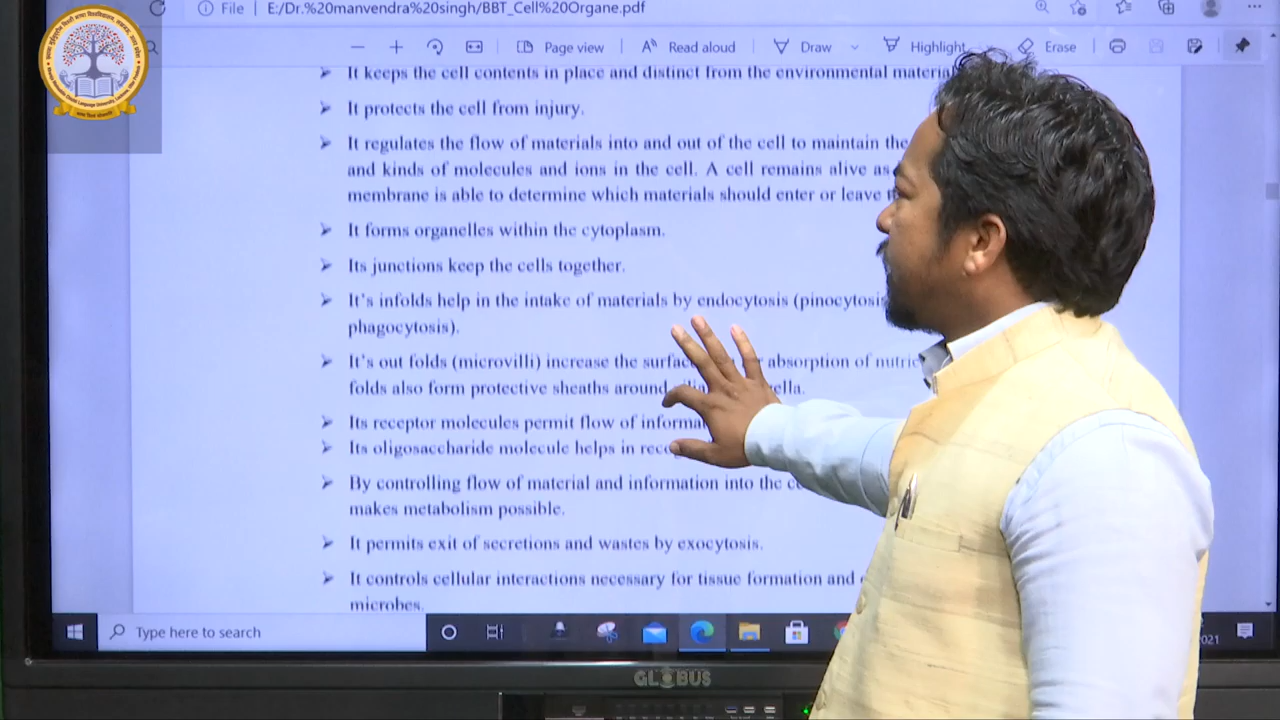 File E:/Dr.%20manvendra%20singh/BBT_Cell%20Organe.pdf
Page view Read aloud Draw Highlight Erase
It keeps the cell contents in place and distinct from the environmental
It protects the cell from injury.
It regulates the flow of materials into and out of the cell to maintain the
and kinds of molecules and ions in the cell. A cell remains alive as
membrane is able to determine which materials should enter or leave
It forms organelles within the cytoplasm.
Its junctions keep the cells together.
It's infolds help in the intake of materials by endocytosis
phagocytosis).
It's out folds (microvilli) increase the absorption of
folds also form protective sheaths around
Its receptor molecules permit flow of
Its oligosaccharide molecule helps in
By controlling flow of material and information into the
makes metabolism possible.
It permits exit of secretions and wastes by exocytosis.
It controls cellular interactions necessary for tissue formation and
microbes.
Type here to search
GLOBUS